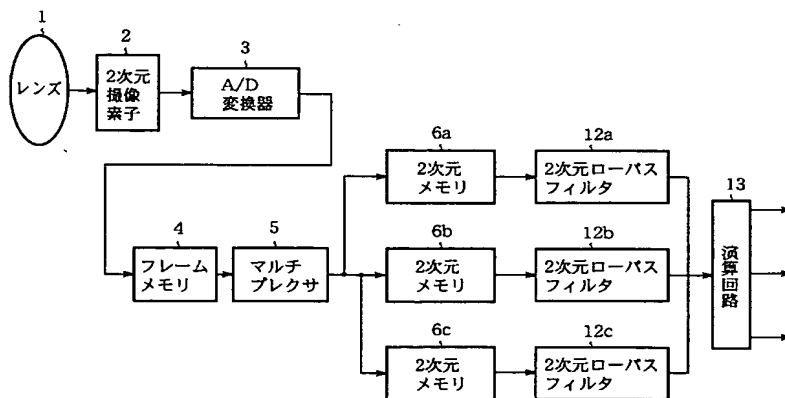 1
レンズ
2
2次元
撮像
素子
3
A/D
変換器
4
フレーム
メモリ
5
マルチ
プレクサ
6a
2次元
メモリ
12a
2次元ローパス
フィルタ
6b
2次元
メモリ
12b
2次元ローパス
フィルタ
6c
2次元
メモリ
12c
2次元ローパス
フィルタ
13
演算回路